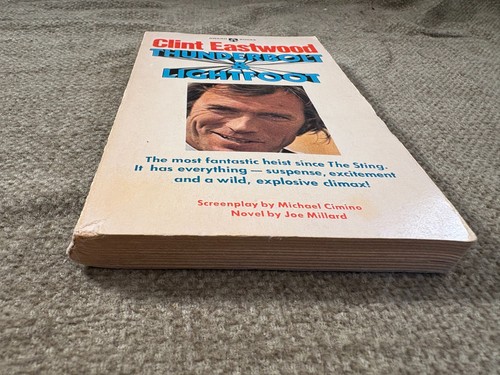 Clint Eastwood
THUNDERBOLT
&
LIGHTFOOT
The most fantastic heist since The Sting.
It has everything — suspense, excitement
and a wild, explosive climax!
Screenplay by Michael Cimino
Novel by Joe Millard